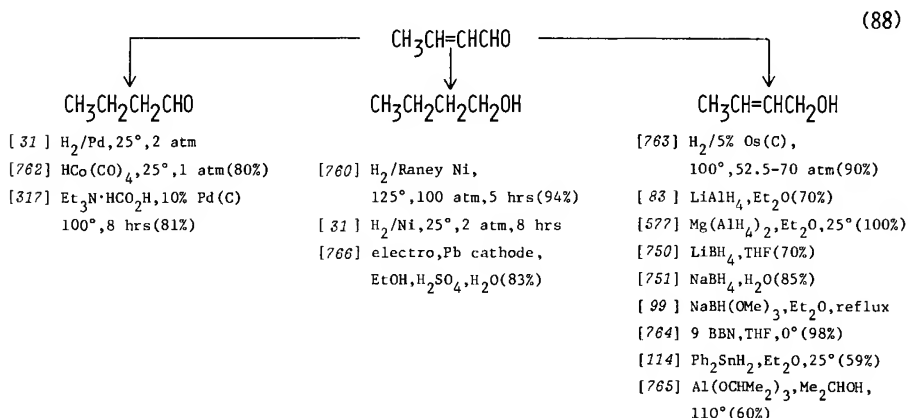 (88)
CH3CH=CHCHO
CH3CH2CH2CHO
[31] H2/Pd,25°,2 atm
[762] HCo(CO)4,25°,1 atm(80%)
[317] Et3N·HCO2H,10% Pd(C)
100°,8 hrs(81%)
CH3CH2CH2CH2OH
[760] H2/Raney Ni,
125°,100 atm,5 hrs(94%)
[31] H2/Ni,25°,2 atm,8 hrs
[766] electro,Pb cathode,
EtOH,H2SO4,H2O(83%)
CH3CH=CHCH2OH
[763] H2/5% Os(C),
100°,52.5-70 atm(90%)
[83] LiAlH4,Et2O(70%)
[577] Mg(AlH4)2,Et2O,25°(100%)
[750] LiBH4,THF(70%)
[751] NaBH4,H2O(85%)
[99] NaBH(OMe)3,Et2O,reflux
[764] 9 BBN,THF,0°(98%)
[114] Ph2SnH2,Et2O,25°(59%)
[765] Al(OCHMe2)3,Me2CHOH,
110°(60%)